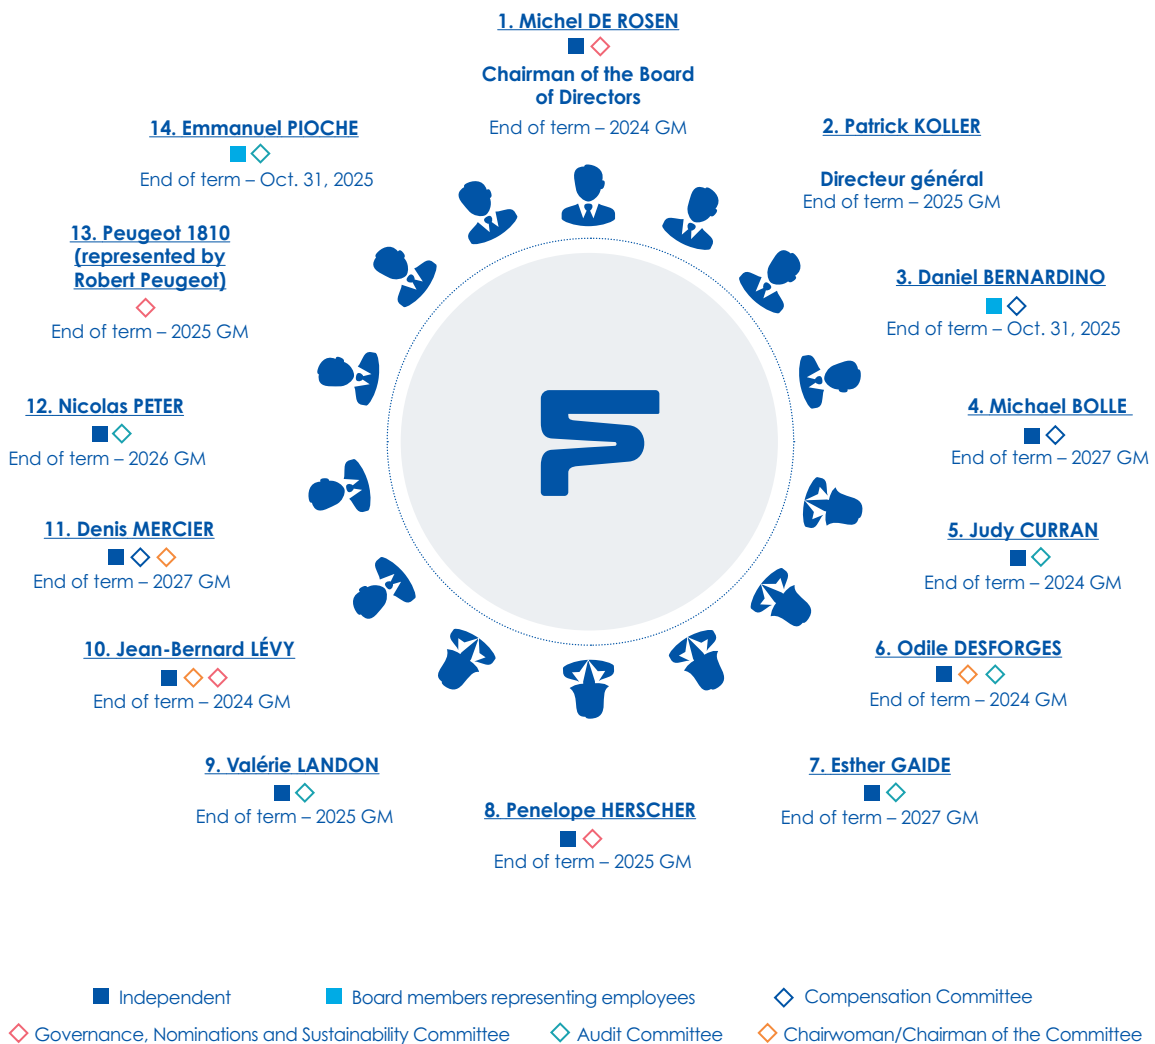 1. Michel DE ROSEN
Chairman of the Board
of Directors
End of term – 2024 GM
2. Patrick KOLLER
Directeur général
End of term – 2025 GM
3. Daniel BERNARDINO
End of term – Oct. 31, 2025
4. Michael BOLLE
End of term – 2027 GM
5. Judy CURRAN
End of term – 2024 GM
6. Odile DESFORGES
End of term – 2024 GM
7. Esther GAIDE
End of term – 2027 GM
8. Penelope HERSCHER
End of term – 2025 GM
9. Valérie LANDON
End of term – 2025 GM
10. Jean-Bernard LÉVY
End of term – 2024 GM
11. Denis MERCIER
End of term – 2027 GM
12. Nicolas PETER
End of term – 2026 GM
13. Peugeot 1810
(represented by
Robert Peugeot)
End of term – 2025 GM
14. Emmanuel PIOCHE
End of term – Oct. 31, 2025
Independent
Board members representing employees
Compensation Committee
Governance, Nominations and Sustainability Committee
Audit Committee
Chairwoman/Chairman of the Committee